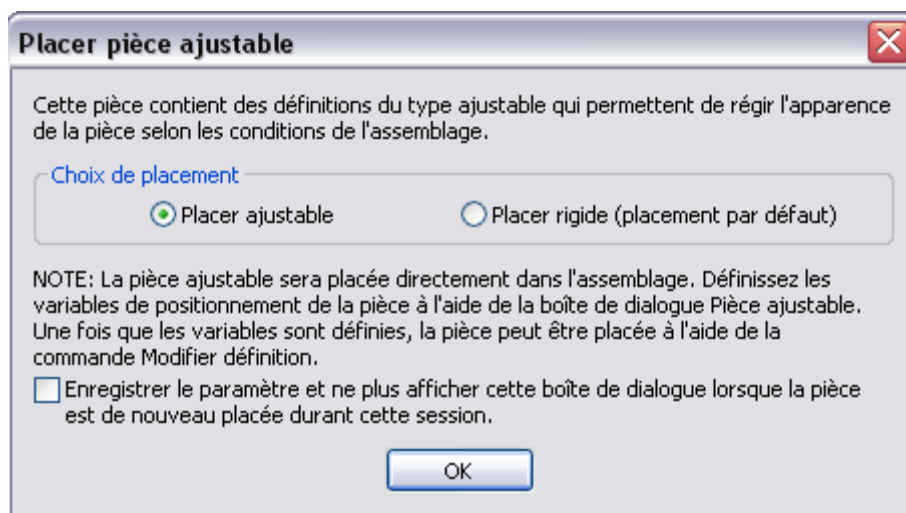 Placer pièce ajustable
Cette pièce contient des définitions du type ajustable qui permettent de régir l'apparence
de la pièce selon les conditions de l'assemblage.
Choix de placement
Placer ajustable
Placer rigide (placement par défaut)
NOTE: La pièce ajustable sera placée directement dans l'assemblage. Définissez les
variables de positionnement de la pièce à l'aide de la boîte de dialogue Pièce ajustable.
Une fois que les variables sont définies, la pièce peut être placée à l'aide de la
commande Modifier définition.
Enregistrer le paramètre et ne plus afficher cette boîte de dialogue lorsque la pièce
est de nouveau placée durant cette session.
OK